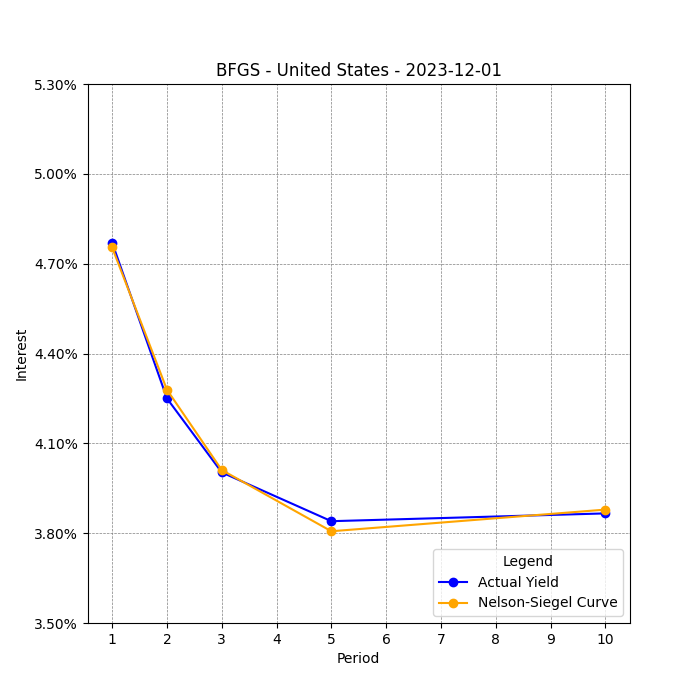 BFGS - United States - 2023-12-01
5.30%
5.00%
4.70%
4.40%
4.10%
3.80%
3.50%
Interest
Legend
Actual Yield
Nelson-Siegel Curve
1 2 3 4 5 6 7 8 9 10
Period